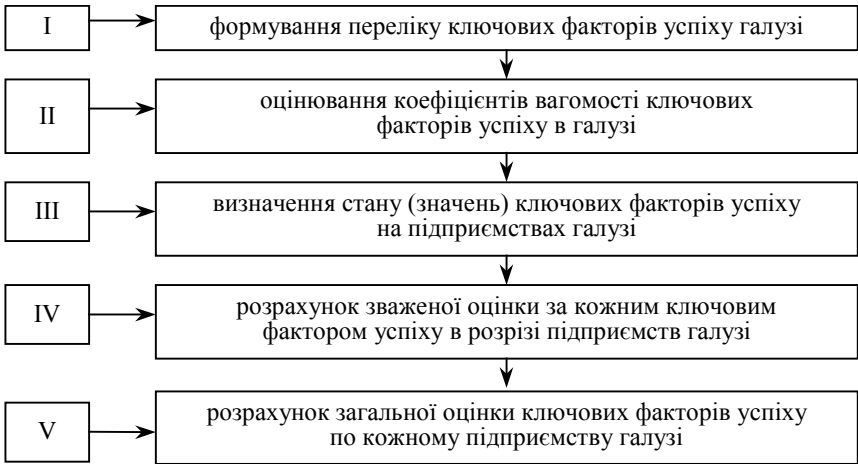 I
формування переліку ключових факторів успіху галузі
II
оцінювання коефіцієнтів вагомості ключових
факторів успіху в галузі
III
визначення стану (значень) ключових факторів успіху
на підприємствах галузі
IV
розрахунок зваженої оцінки за кожним ключовим
фактором успіху в розрізі підприємств галузі
V
розрахунок загальної оцінки ключових факторів успіху
по кожному підприємству галузі